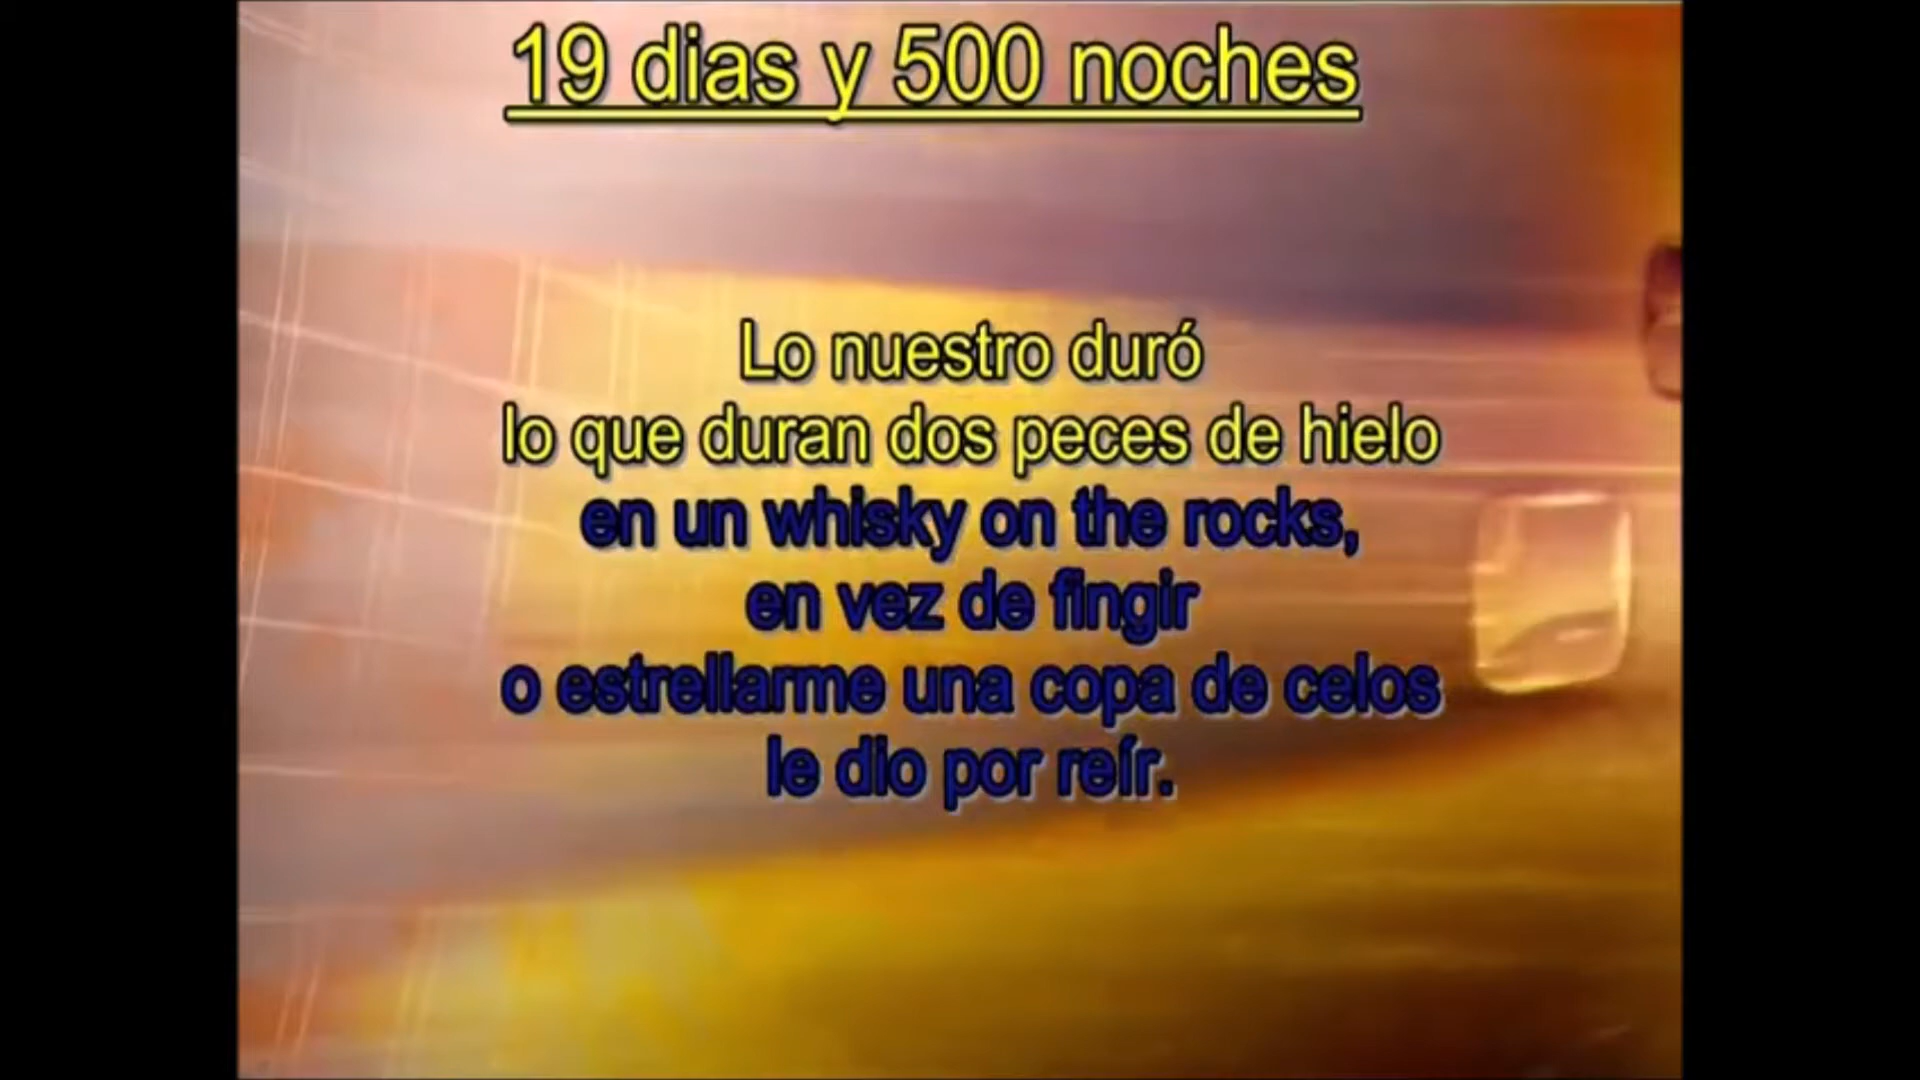 19 dias y 500 noches
Lo nuestro duró
lo que duran dos peces de hielo
en un whisky on the rocks,
en vez de fingir
o estrellarme una copa de celos
le dio por reír.